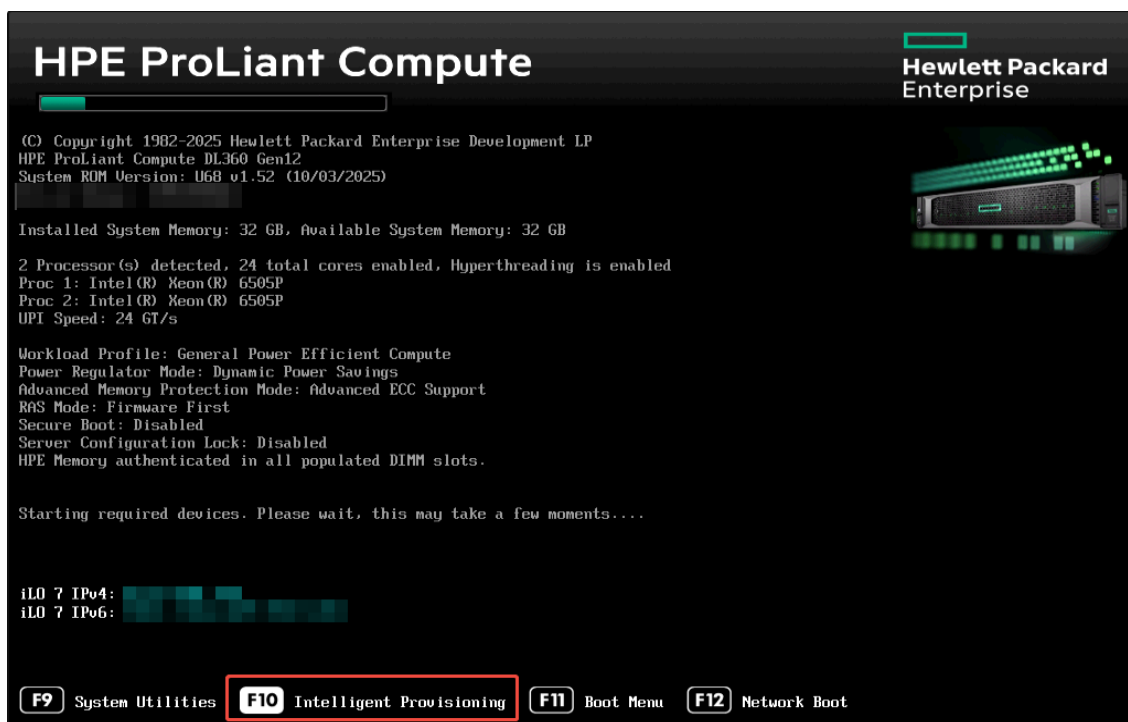 HPE ProLiant Compute
Hewlett Packard
Enterprise
(C) Copyright 1982-2025 Hewlett Packard Enterprise Development LP
HPE ProLiant Compute DL360 Gen12
System ROM Version: U68 v1.52 (10/03/2025)
Installed System Memory: 32 GB, Available System Memory: 32 GB
2 Processor(s) detected, 24 total cores enabled, Hyperthreading is enabled
Proc 1: Intel(R) Xeon(R) 6505P
Proc 2: Intel(R) Xeon(R) 6505P
UPI Speed: 24 GT/s
Workload Profile: General Power Efficient Compute
Power Regulator Mode: Dynamic Power Savings
Advanced Memory Protection Mode: Advanced ECC Support
RAS Mode: Firmware First
Secure Boot: Disabled
Server Configuration Lock: Disabled
HPE Memory authenticated in all populated DIMM slots.
Starting required devices. Please wait, this may take a few moments....
iLO 7 IPv4:
iLO 7 IPv6:
F9 System Utilities F10 Intelligent Provisioning F11 Boot Menu F12 Network Boot